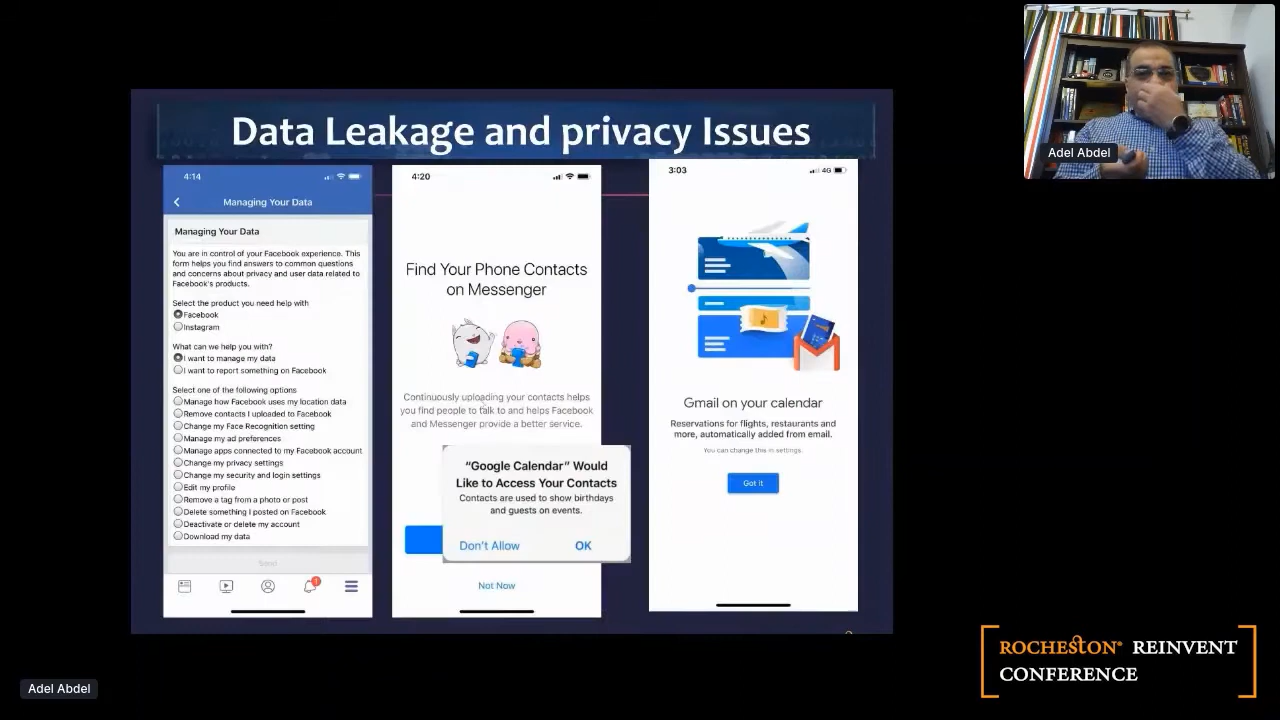 Data Leakage and privacy Issues
4:14
Managing Your Data
Managing Your Data
You are in control of your Facebook experience. This
form helps you find answers to common questions
and concerns about privacy and user data related to
Facebook's products.
Select the product you need help with
Facebook
Instagram
What can we help you with?
I want to manage my data
I want to report something on Facebook
Select one of the following options
Manage how Facebook uses my location data
Remove contacts I uploaded to Facebook
Change my Face Recognition setting
Manage my ad preferences
Manage apps connected to my Facebook account
Change my privacy settings
Change my security and login settings
Edit my profile
Remove a tag from a photo or post
Delete something I posted on Facebook
Deactivate or delete my account
Download my data
Send
1
4:20
Find Your Phone Contacts
on Messenger
Continuously uploading your contacts helps
you find people to talk to and helps Facebook
and Messenger provide a better service.
"Google Calendar" Would
Like to Access Your Contacts
Contacts are used to show birthdays
and guests on events.
Don't Allow
OK
Not Now
3:03
4G
Gmail on your calendar
Reservations for flights, restaurants and
more, automatically added from email.
You can change this in settings.
Got it
Adel Abdel
Adel Abdel
ROCHESTON® REINVENT
CONFERENCE